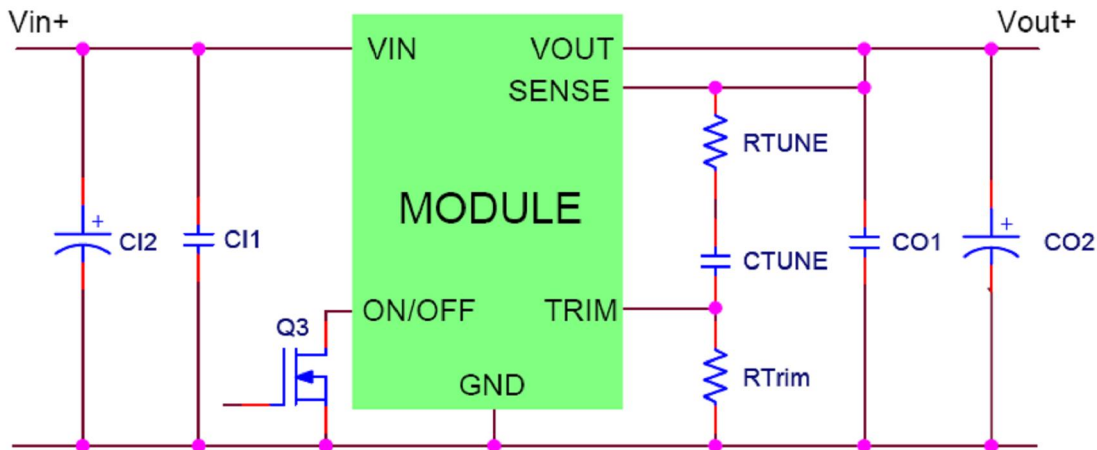 Vin+
Vout+
VIN
VOUT
SENSE
RTUNE
MODULE
+
CI2
CI1
CTUNE
CO1
+
CO2
ON/OFF
TRIM
Q3
RTrim
GND